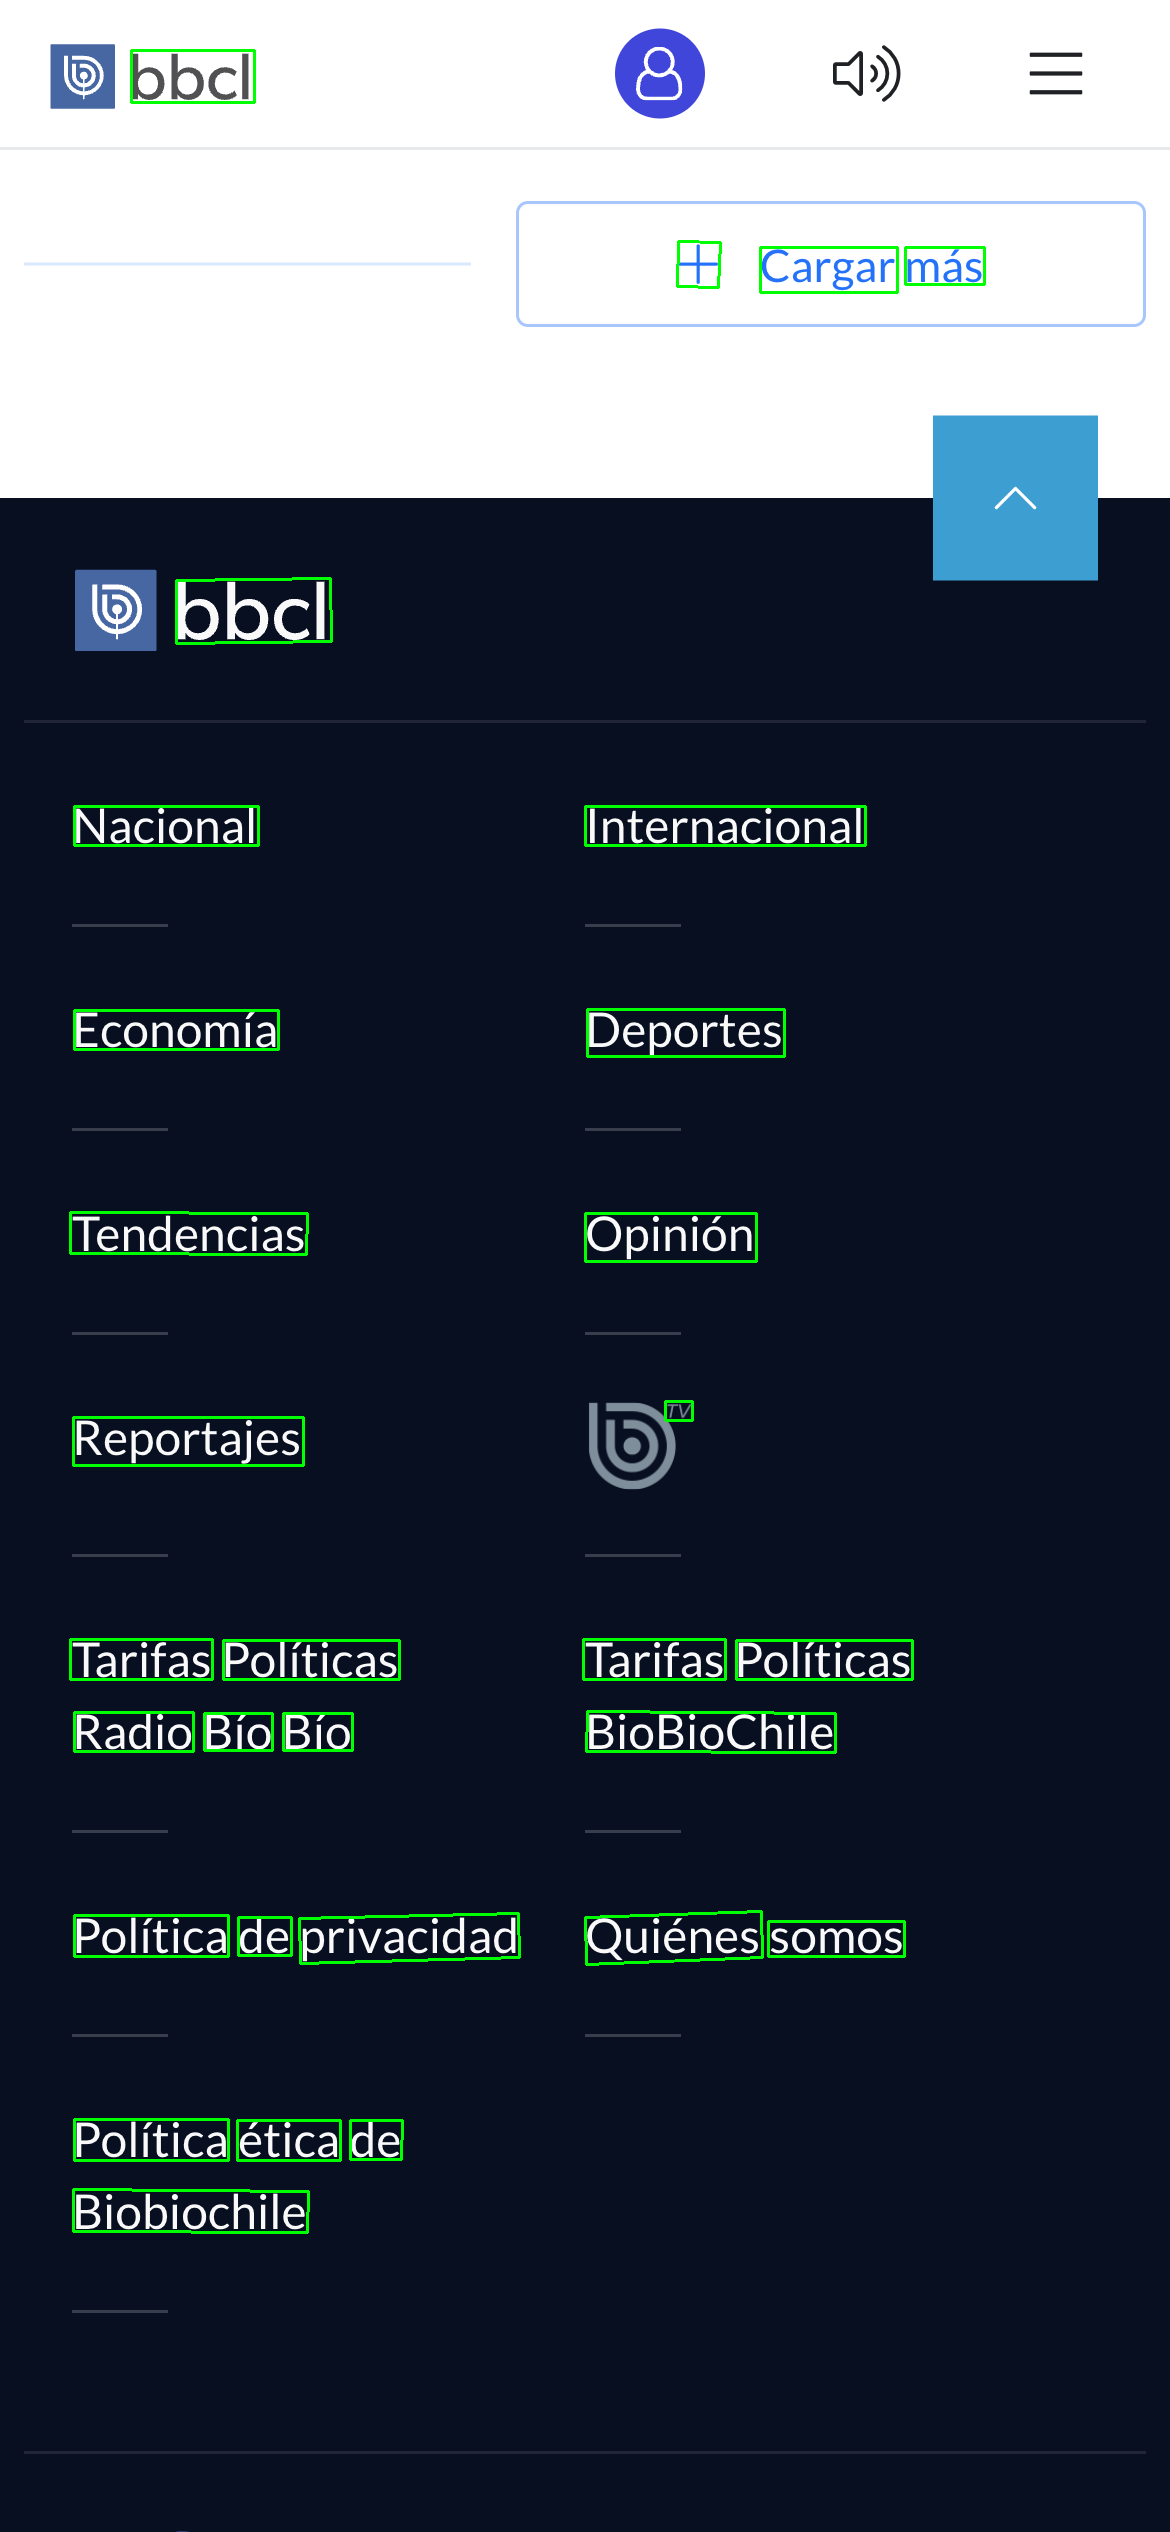 bbcl
+ Cargar más
bbcl
Nacional
Internacional
Economía
Deportes
Tendencias
Opinión
Reportajes
TV
Tarifas Políticas
Radio Bío Bío
Tarifas Políticas
BioBioChile
Política de privacidad
Quiénes somos
Política ética de
Biobiochile